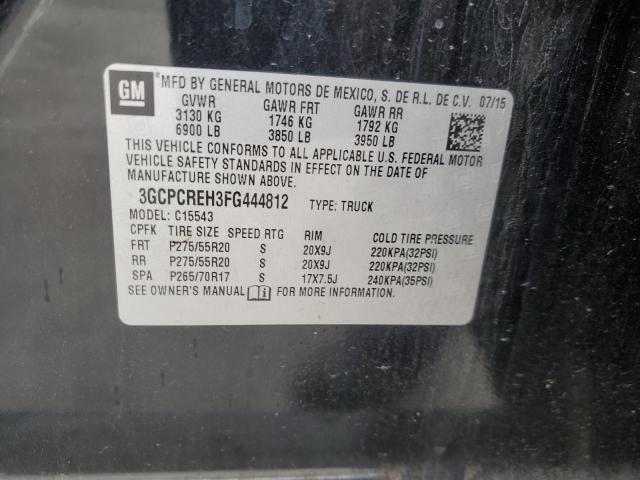 GM
®MFD BY GENERAL MOTORS DE MEXICO, S. DE R.L. DE C.V. 07/15
GVWR GAWR FRT GAWR RR
3130 KG 1746 KG 1792 KG
6900 LB 3850 LB 3950 LB
THIS VEHICLE CONFORMS TO ALL APPLICABLE U.S. FEDERAL MOTOR
VEHICLE SAFETY STANDARDS IN EFFECT ON THE DATE OF
MANUFACTURE SHOWN ABOVE.
3GCPCREH3FG444812 TYPE: TRUCK
MODEL: C15543
CPFK TIRE SIZE SPEED RTG RIM COLD TIRE PRESSURE
FRT P275/55R20 S 20X9J 220KPA(32PSI)
RR P275/55R20 S 20X9J 220KPA(32PSI)
SPA P265/70R17 S 17X7.5J 240KPA(35PSI)
SEE OWNER'S MANUAL FOR MORE INFORMATION